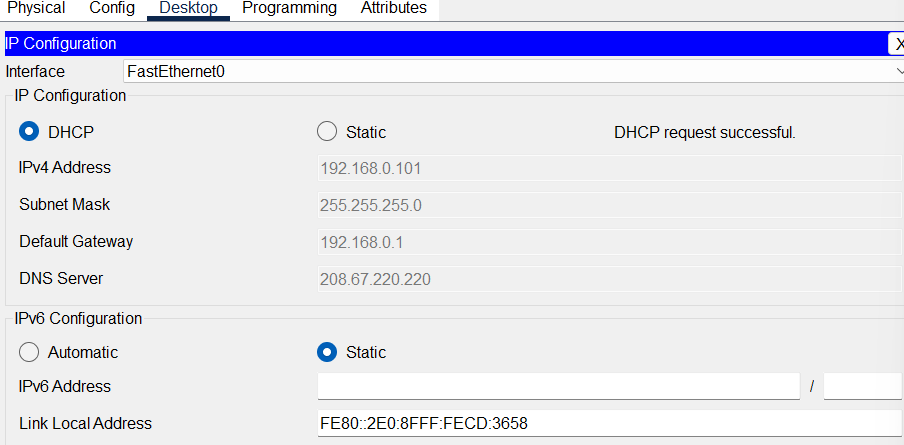 Physical Config Desktop Programming Attributes
IP Configuration X
Interface FastEthernet0
IP Configuration
DHCP Static DHCP request successful.
IPv4 Address 192.168.0.101
Subnet Mask 255.255.255.0
Default Gateway 192.168.0.1
DNS Server 208.67.220.220
IPv6 Configuration
Automatic Static
IPv6 Address /
Link Local Address FE80::2E0:8FFF:FECD:3658